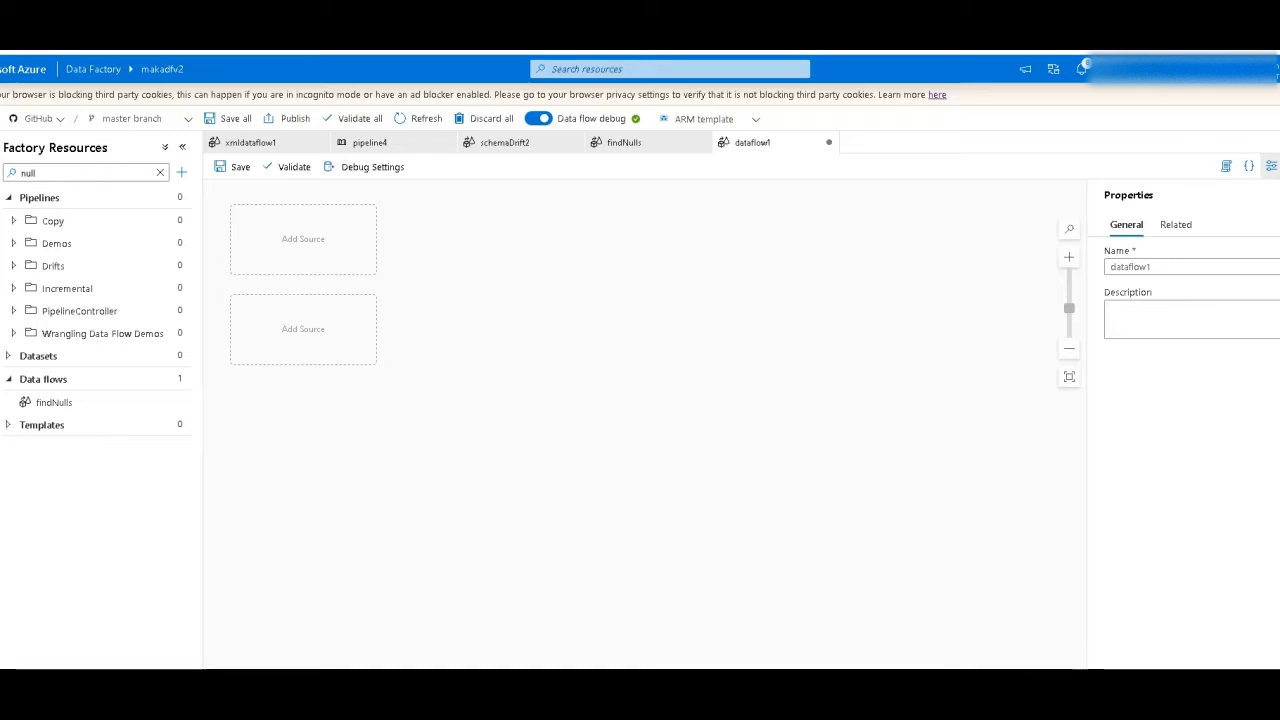 soft Azure Data Factory makadfv2 Search resources
our browser is blocking third party cookies, this can happen if you are in incognito mode or have an ad blocker enabled. Please go to your browser privacy settings to verify that it is not blocking third party cookies. Learn more here
GitHub / master branch Save all Publish Validate all Refresh Discard all Data flow debug ARM template
Factory Resources
xmldataflow1 pipeline4 schemaDrift2 findNulls dataflow1
null
Save Validate Debug Settings
Pipelines 0
Copy 0
Demos 0
Drifts 0
Incremental 0
PipelineController 0
Wrangling Data Flow Demos 0
Datasets 0
Data flows 1
findNulls
Templates 0
Add Source
Add Source
Properties
General Related
Name *
dataflow1
Description